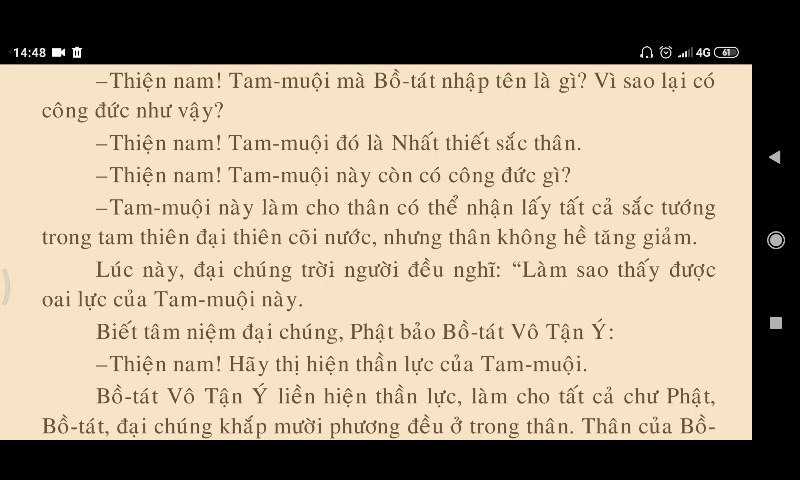 14:48
4G 61
–Thiện nam! Tam-muội mà Bồ-tát nhập tên là gì? Vì sao lại có
công đức như vậy?
–Thiện nam! Tam-muội đó là Nhất thiết sắc thân.
–Thiện nam! Tam-muội này còn có công đức gì?
–Tam-muội này làm cho thân có thể nhận lấy tất cả sắc tướng
trong tam thiên đại thiên cõi nước, nhưng thân không hề tăng giảm.
Lúc này, đại chúng trời người đều nghĩ: “Làm sao thấy được
oai lực của Tam-muội này.
Biết tâm niệm đại chúng, Phật bảo Bồ-tát Vô Tận Ý:
–Thiện nam! Hãy thị hiện thần lực của Tam-muội.
Bồ-tát Vô Tận Ý liền hiện thần lực, làm cho tất cả chư Phật,
Bồ-tát, đại chúng khắp mười phương đều ở trong thân. Thân của Bồ-